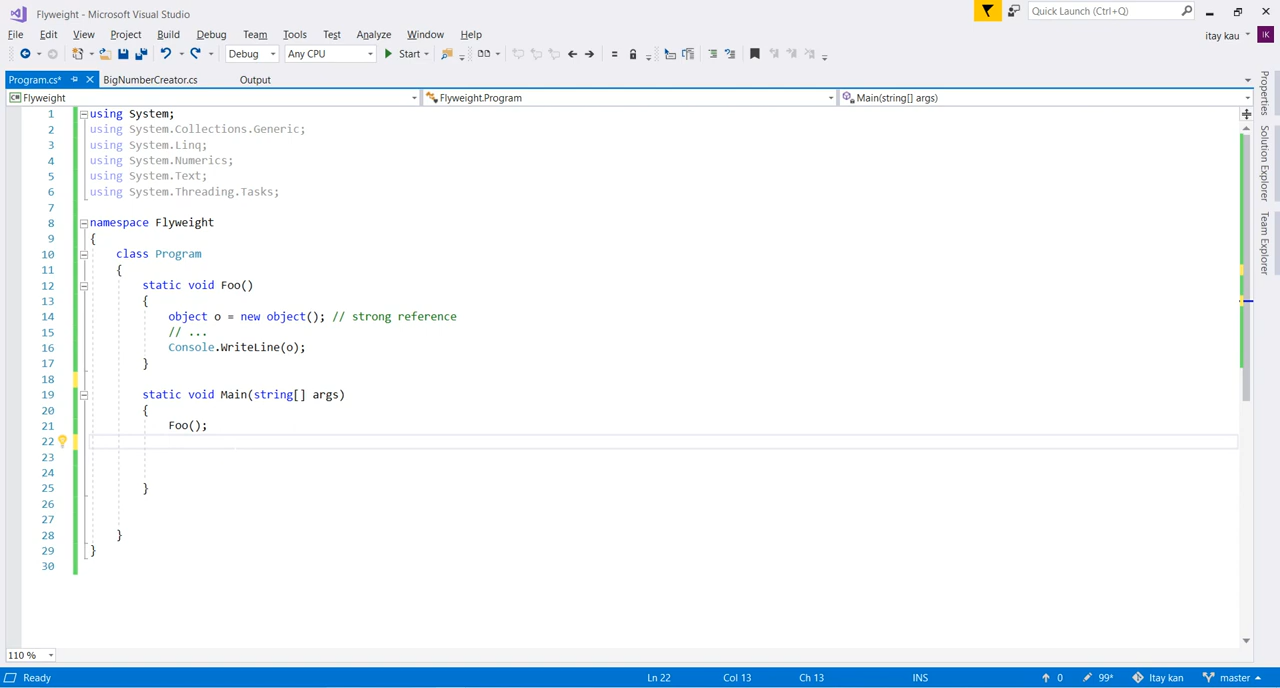 Flyweight - Microsoft Visual Studio
Quick Launch (Ctrl+Q)
File Edit View Project Build Debug Team Tools Test Analyze Window Help
itay kau IK
Debug Any CPU Start
Program.cs* BigNumberCreator.cs Output
Flyweight Flyweight.Program Main(string[] args)
1 using System;
2 using System.Collections.Generic;
3 using System.Linq;
4 using System.Numerics;
5 using System.Text;
6 using System.Threading.Tasks;
7
8 namespace Flyweight
9 {
10 class Program
11 {
12 static void Foo()
13 {
14 object o = new object(); // strong reference
15 // ...
16 Console.WriteLine(o);
17 }
18
19 static void Main(string[] args)
20 {
21 Foo();
22
23
24
25 }
26
27
28 }
29 }
30
Properties
Solution Explorer
Team Explorer
110 %
Ready Ln 22 Col 13 Ch 13 INS 0 99* Itay kan master